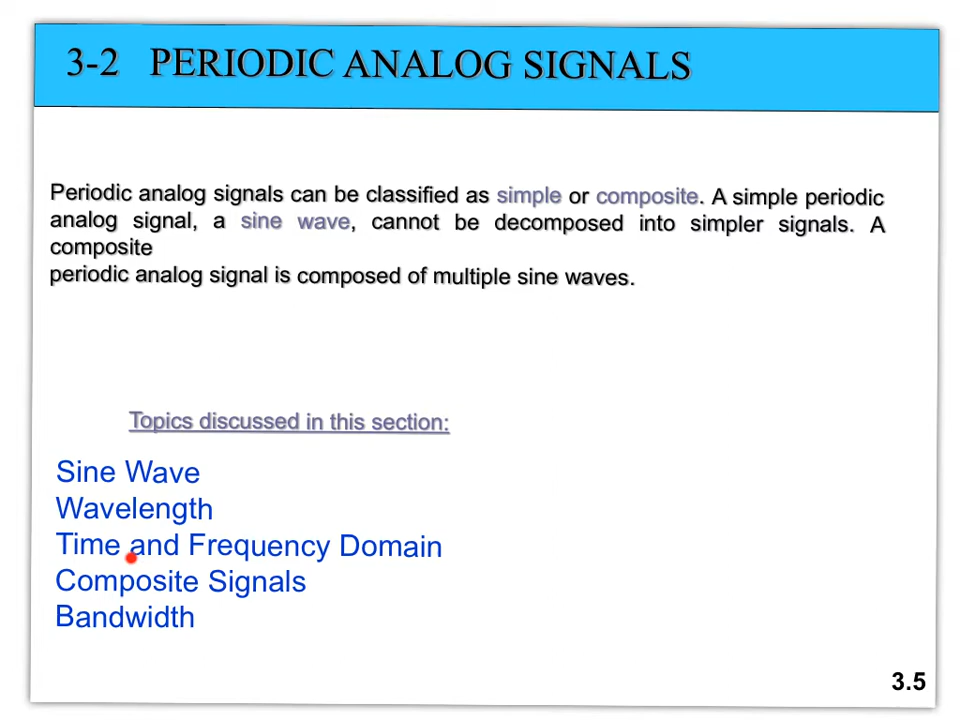 3-2 PERIODIC ANALOG SIGNALS
Periodic analog signals can be classified as simple or composite. A simple periodic
analog signal, a sine wave, cannot be decomposed into simpler signals. A
composite
periodic analog signal is composed of multiple sine waves.
Topics discussed in this section:
Sine Wave
Wavelength
Time and Frequency Domain
Composite Signals
Bandwidth
3.5